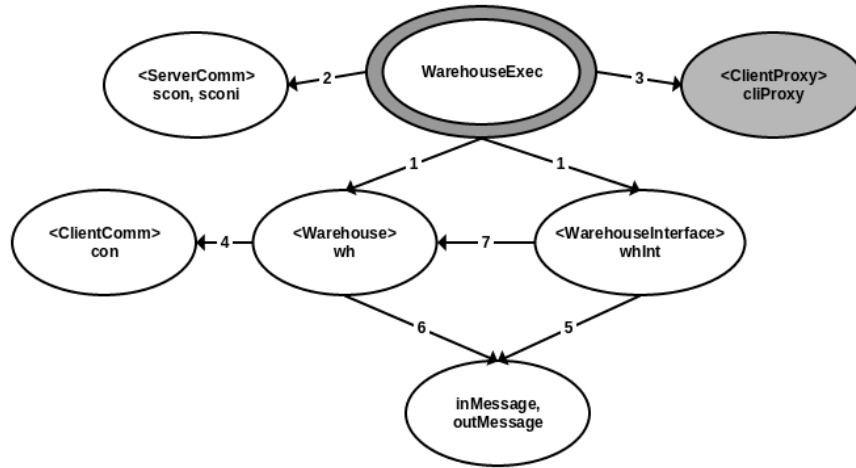 WarehouseExec
<ServerComm>
scon, sconi
2
3
<ClientProxy>
cliProxy
1
1
<ClientComm>
con
4
<Warehouse>
wh
7
<WarehouseInterface>
whInt
6
5
inMessage,
outMessage